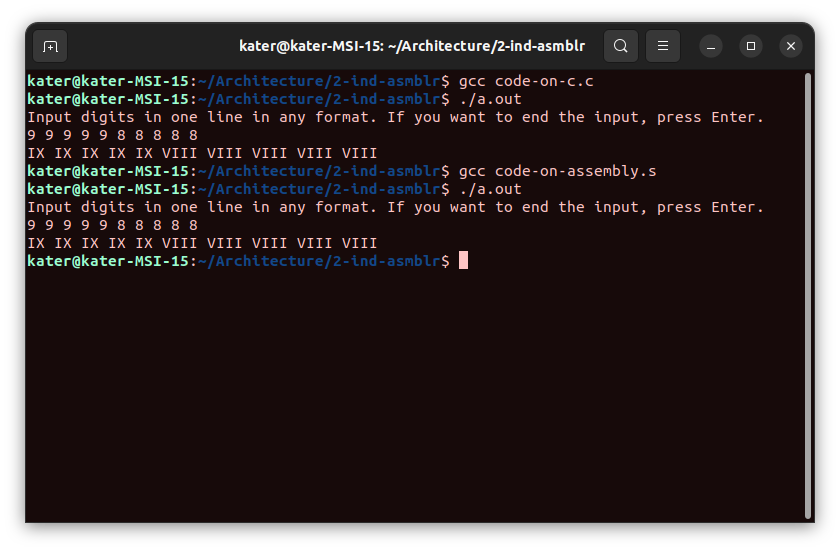 kater@kater-MSI-15: ~/Architecture/2-ind-asmblr
kater@kater-MSI-15:~/Architecture/2-ind-asmblr$ gcc code-on-c.c
kater@kater-MSI-15:~/Architecture/2-ind-asmblr$ ./a.out
Input digits in one line in any format. If you want to end the input, press Enter.
9 9 9 9 9 8 8 8 8 8
IX IX IX IX IX VIII VIII VIII VIII VIII
kater@kater-MSI-15:~/Architecture/2-ind-asmblr$ gcc code-on-assembly.s
kater@kater-MSI-15:~/Architecture/2-ind-asmblr$ ./a.out
Input digits in one line in any format. If you want to end the input, press Enter.
9 9 9 9 9 8 8 8 8 8
IX IX IX IX IX VIII VIII VIII VIII VIII
kater@kater-MSI-15:~/Architecture/2-ind-asmblr$